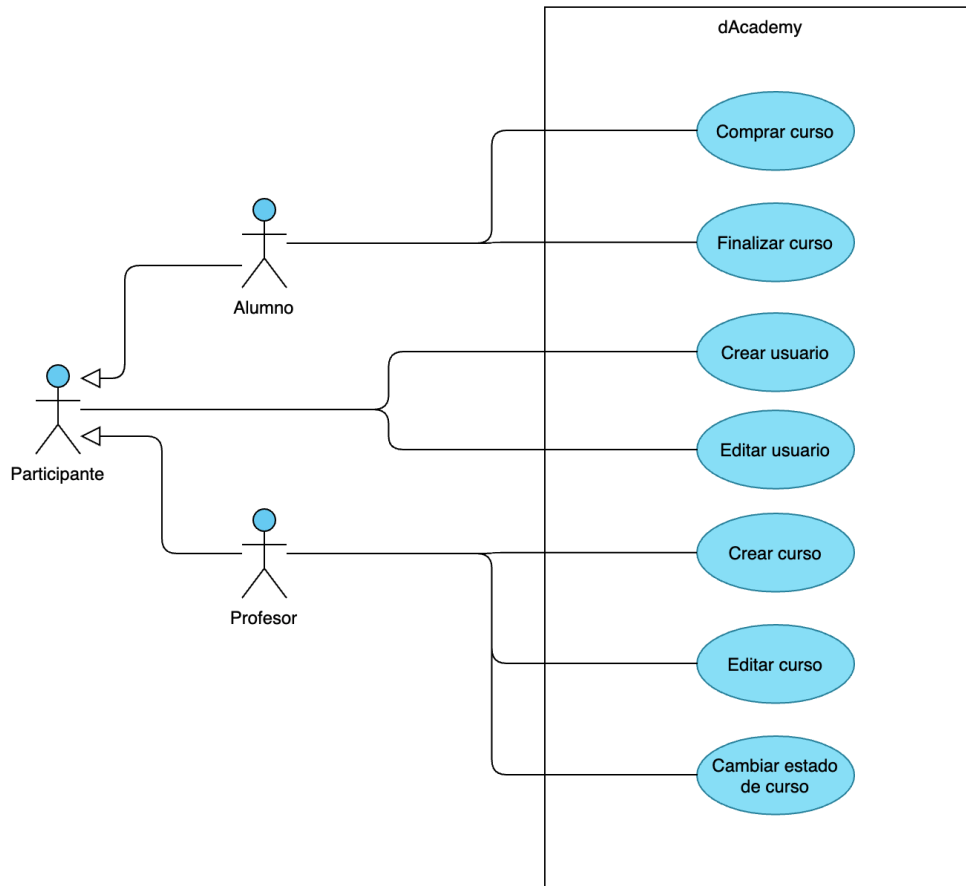 dAcademy
Comprar curso
Finalizar curso
Alumno
Crear usuario
Editar usuario
Participante
Crear curso
Profesor
Editar curso
Cambiar estado
de curso